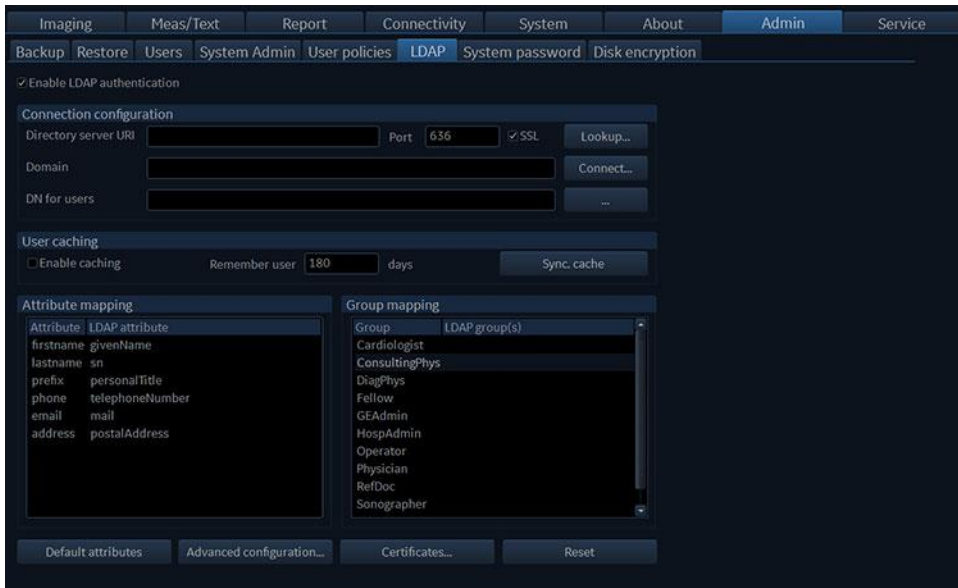 Imaging Meas/Text Report Connectivity System About Admin Service
Backup Restore Users System Admin User policies LDAP System password Disk encryption
Enable LDAP authentication
Connection configuration
Directory server URI Port 636 SSL Lookup...
Domain Connect...
DN for users ...
User caching
Enable caching Remember user 180 days Sync. cache
Attribute mapping Group mapping
Attribute LDAP attribute Group LDAP group(s)
firstname givenName Cardiologist
lastname sn ConsultingPhys
prefix personalTitle DiagPhys
phone telephoneNumber Fellow
email mail GEAdmin
address postalAddress HospAdmin
Operator
Physician
RefDoc
Sonographer
Default attributes Advanced configuration... Certificates... Reset